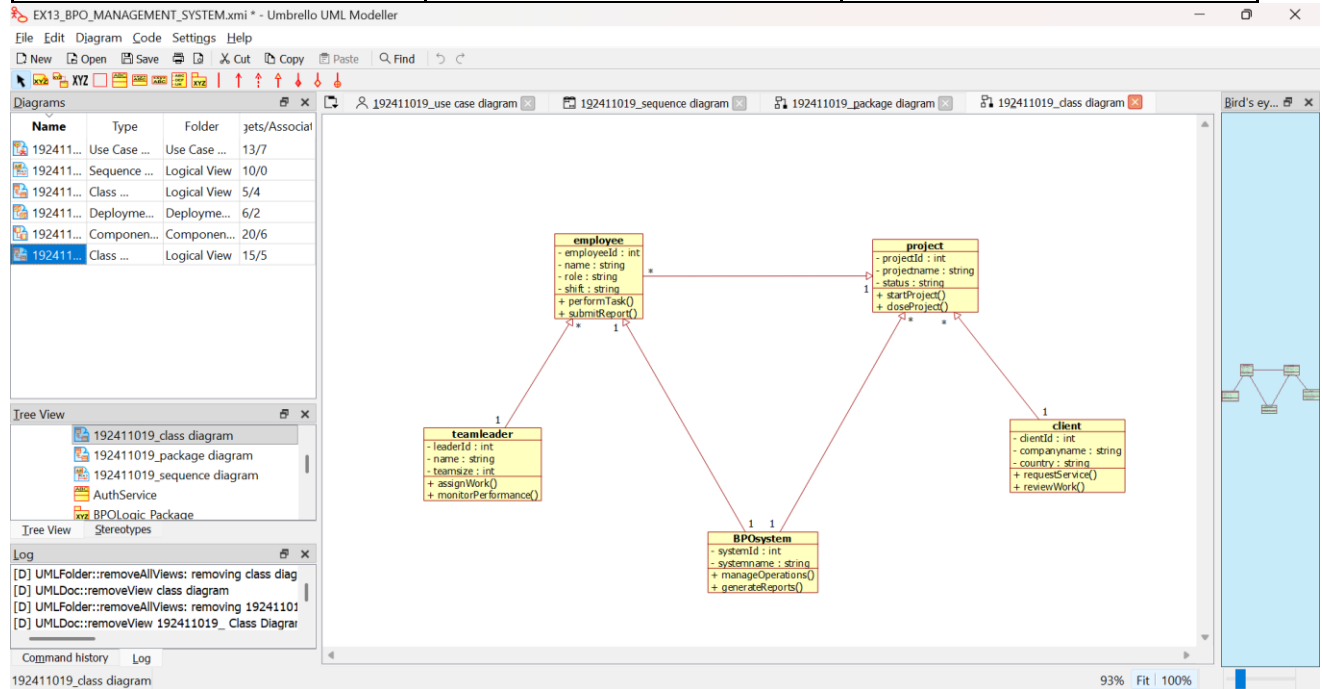 EX13_BPO_MANAGEMENT_SYSTEM.xmi * - Umbrello UML Modeller
File Edit Diagram Code Settings Help
New Open Save Cut Copy Paste Find
XYZ
Diagrams
192411019_use case diagram
192411019_sequence diagram
192411019_package diagram
192411019_class diagram
Bird's ey...
Name Type Folder gets/Associat
192411... Use Case ... Use Case ... 13/7
192411... Sequence ... Logical View 10/0
192411... Class ... Logical View 5/4
192411... Deployme... Deployme... 6/2
192411... Componen... Componen... 20/6
192411... Class ... Logical View 15/5
employee
- employeeId : int
- name : string
- role : string
- shift : string
+ performTask()
+ submitReport()
*
1
project
- projectId : int
- projectname : string
- status : string
+ startProject()
+ closeProject()
* 1
* *
1
teamleader
- leaderId : int
- name : string
- teamsize : int
+ assignWork()
+ monitorPerformance()
1
client
- clientId : int
- companyname : string
- country : string
+ requestService()
+ reviewWork()
1 1
BPOsystem
- systemId : int
- systemname : string
+ manageOperations()
+ generateReports()
Tree View
192411019_class diagram
192411019_package diagram
192411019_sequence diagram
AuthService
BPOLogic Package
Tree View Stereotypes
Log
[D] UMLFolder::removeAllViews: removing class diag
[D] UMLDoc::removeView class diagram
[D] UMLFolder::removeAllViews: removing 19241101
[D] UMLDoc::removeView 192411019_ Class Diagrar
Command history Log
192411019_class diagram
93% Fit 100%